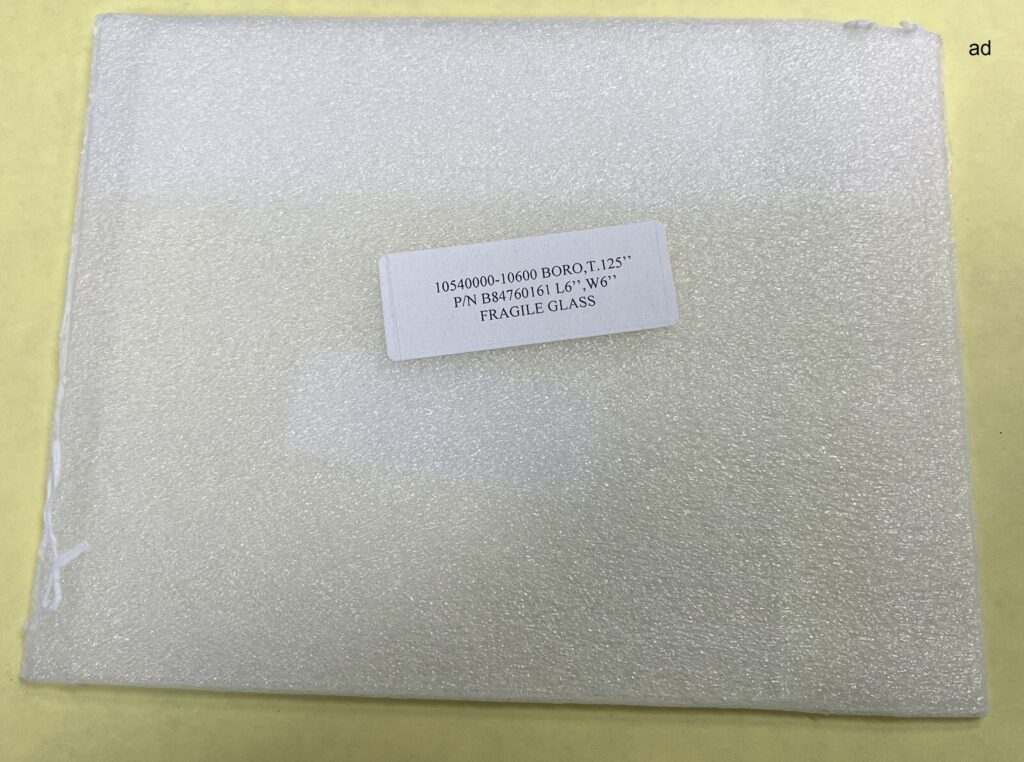 ad
10540000-10600 BORO,T.125’’
P/N B84760161 L6’’,W6’’
FRAGILE GLASS